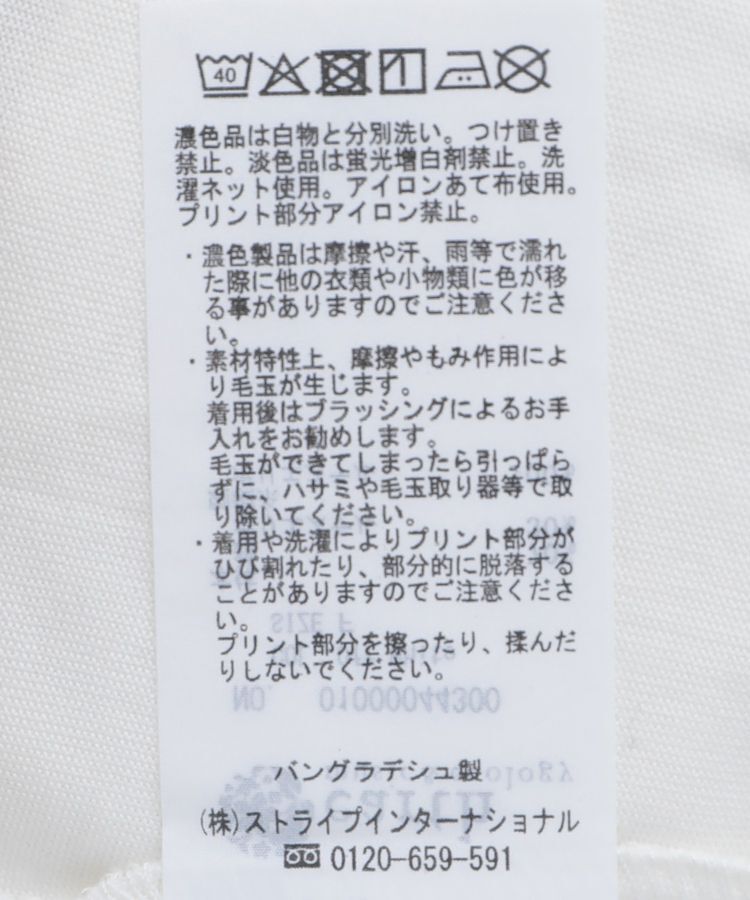 40
濃色品は白物と分別洗い。つけ置き
禁止。淡色品は蛍光増白剤禁止。洗
濯ネット使用。アイロンあて布使用。
プリント部分アイロン禁止。
・濃色製品は摩擦や汗、雨等で濡れ
た際に他の衣類や小物類に色が移
る事がありますのでご注意くださ
い。
・素材特性上、摩擦やもみ作用によ
り毛玉が生じます。
着用後はブラッシングによるお手
入れをお勧めします。
毛玉ができてしまったら引っぱら
ずに、ハサミや毛玉取り器等で取
り除いてください。
・着用や洗濯によりプリント部分が
ひび割れたり、部分的に脱落する
ことがありますのでご注意くださ
い。
プリント部分を擦ったり、揉んだ
りしないでください。
SIZE F
NO. 01000044300
バングラデシュ製
(株)ストライプインターナショナル
0120-659-591